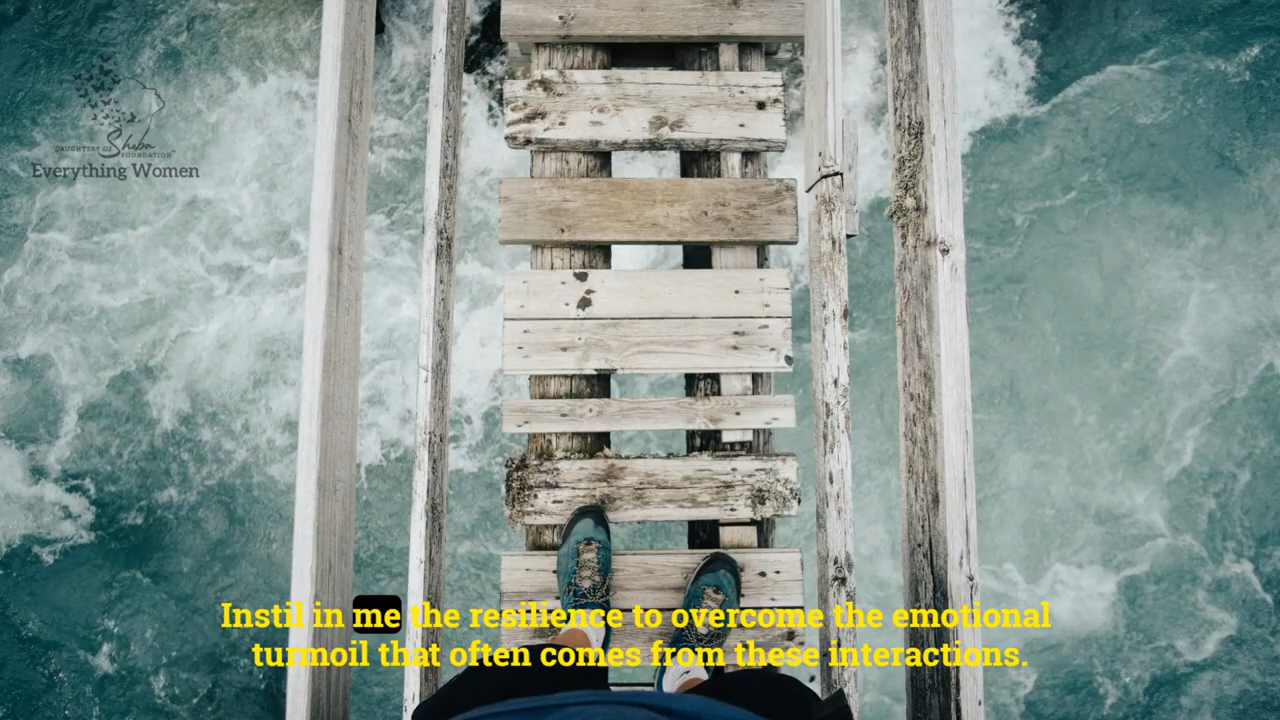 DAUGHTERS OF Sheba
FOUNDATION
Everything Women
Instil in me the resilience to overcome the emotional
turmoil that often comes from these interactions.